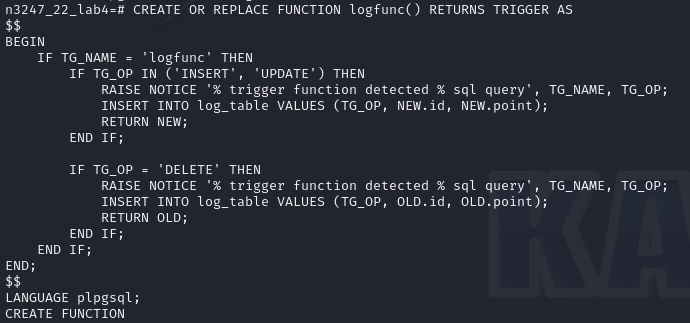 n3247_22_lab4=# CREATE OR REPLACE FUNCTION logfunc() RETURNS TRIGGER AS
$$
BEGIN
    IF TG_NAME = 'logfunc' THEN
        IF TG_OP IN ('INSERT', 'UPDATE') THEN
            RAISE NOTICE '% trigger function detected % sql query', TG_NAME, TG_OP;
            INSERT INTO log_table VALUES (TG_OP, NEW.id, NEW.point);
            RETURN NEW;
        END IF;

        IF TG_OP = 'DELETE' THEN
            RAISE NOTICE '% trigger function detected % sql query', TG_NAME, TG_OP;
            INSERT INTO log_table VALUES (TG_OP, OLD.id, OLD.point);
            RETURN OLD;
        END IF;
    END IF;
END;
$$
LANGUAGE plpgsql;
CREATE FUNCTION
KA